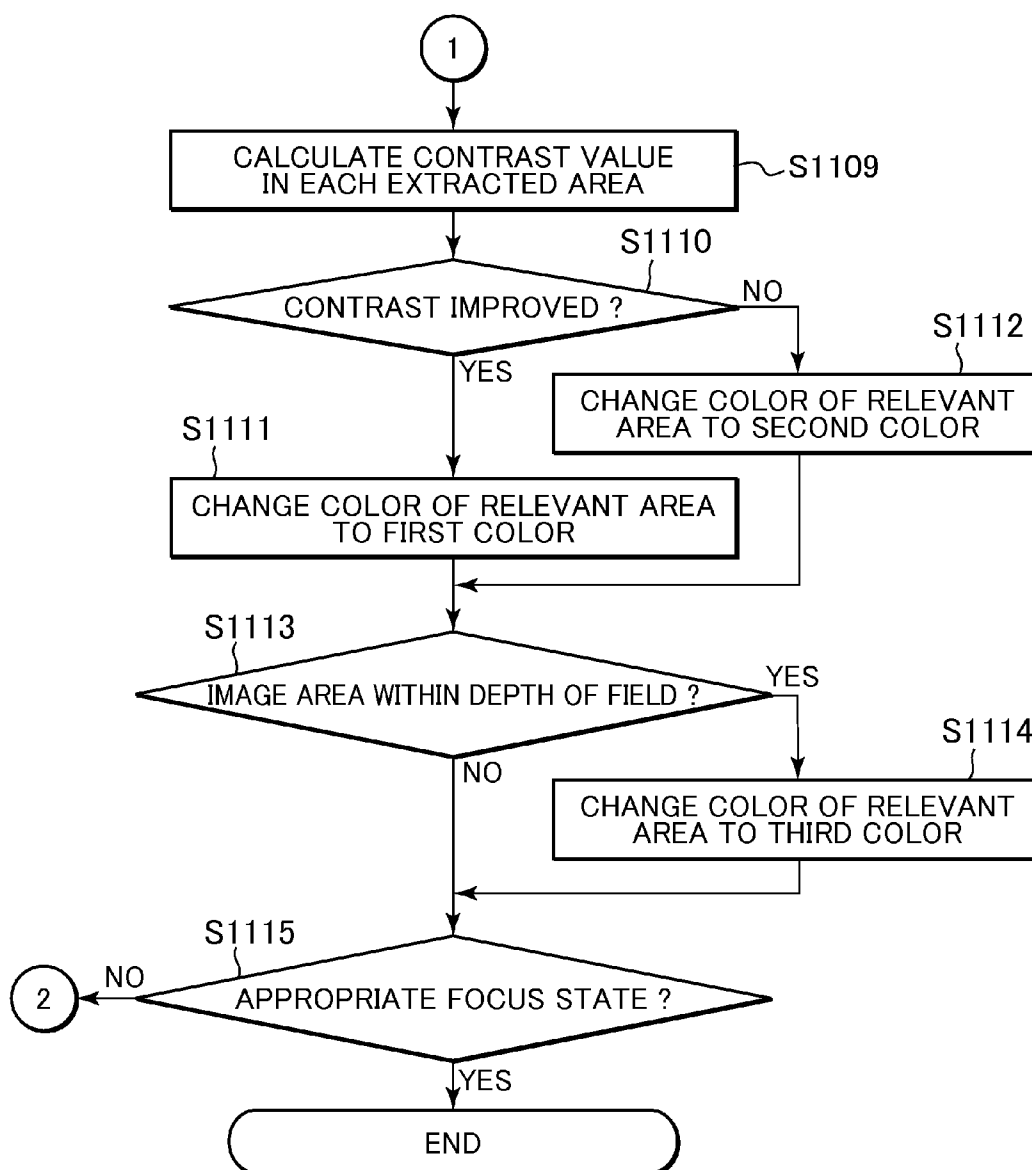 1
CALCULATE CONTRAST VALUE
IN EACH EXTRACTED AREA
S1109
S1110
CONTRAST IMPROVED ?
NO
YES
S1112
CHANGE COLOR OF RELEVANT
AREA TO SECOND COLOR
S1111
CHANGE COLOR OF RELEVANT AREA
TO FIRST COLOR
S1113
IMAGE AREA WITHIN DEPTH OF FIELD ?
YES
NO
S1114
CHANGE COLOR OF RELEVANT
AREA TO THIRD COLOR
S1115
APPROPRIATE FOCUS STATE ?
NO
2
YES
END